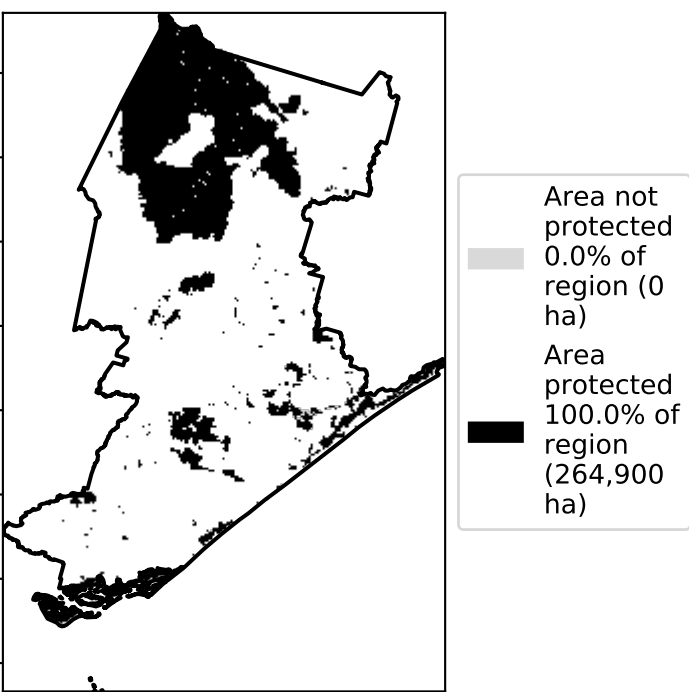 Area not
protected
0.0% of
region (0
ha)
Area
protected
100.0% of
region
(264,900
ha)